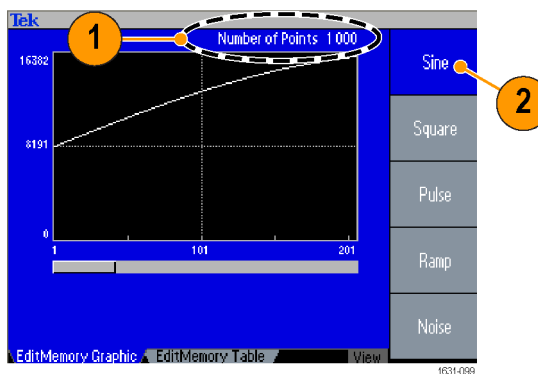 Tek
1
Number of Points 1 000
16382
Sine
2
Square
8191
Pulse
0
1 101 201
Ramp
Noise
EditMemory Graphic EditMemory Table View
1631-099